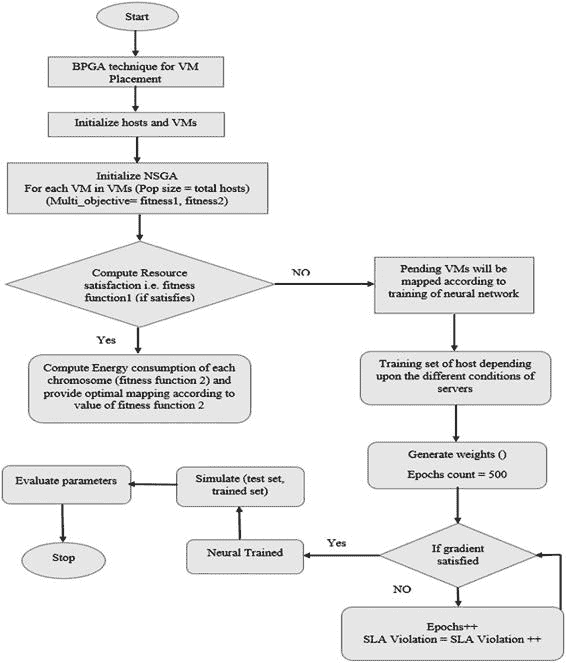 Start
BPGA technique for VM
Placement
Initialize hosts and VMs
Initialize NSGA
For each VM in VMs (Pop size = total hosts)
(Multi_objective= fitness1, fitness2)
Compute Resource
satisfaction i.e. fitness
function1 (if satisfies)
NO
Pending VMs will be
mapped according to
training of neural network
Yes
Compute Energy consumption of each
chromosome (fitness function 2) and
provide optimal mapping according to
value of fitness function 2
Training set of host depending
upon the different conditions of
servers
Generate weights ()
Epochs count = 500
If gradient
satisfied
Yes
NO
Epochs++
SLA Violation = SLA Violation ++
Neural Trained
Simulate (test set,
trained set)
Evaluate parameters
Stop